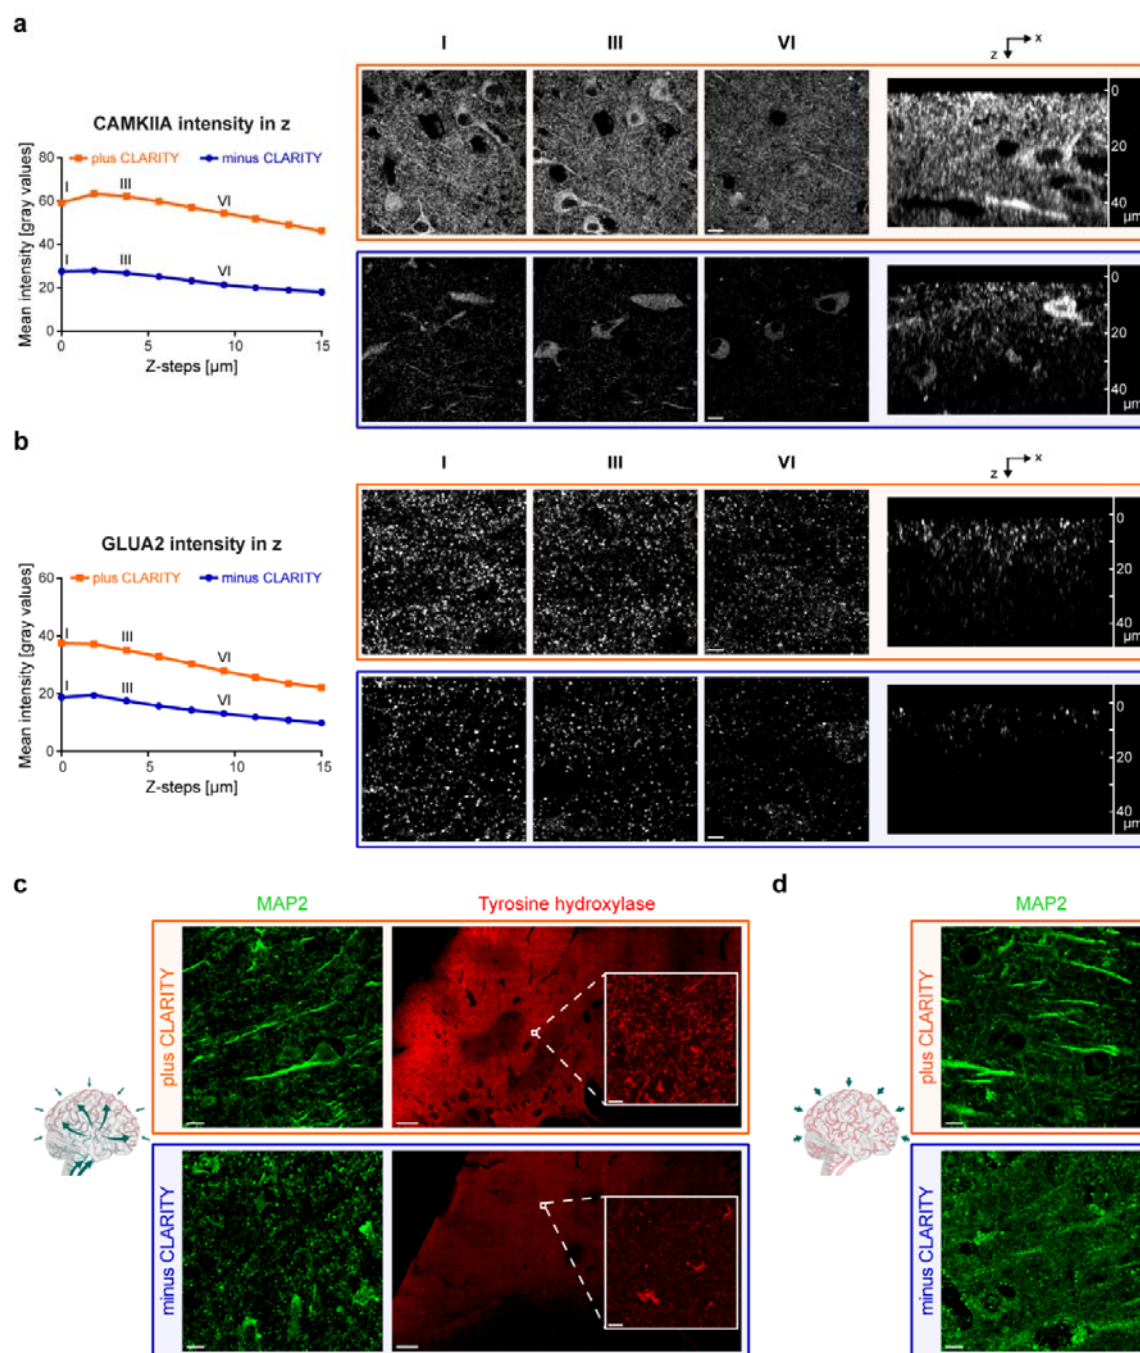 a
I III VI
z x
CAMKIIA intensity in z
plus CLARITY minus CLARITY
Mean intensity [gray values]
80
60
40
20
0
I III VI
I III VI
0 5 10 15
Z-steps [µm]
0
20
40
µm
0
20
40
µm
b
I III VI
z x
GLUA2 intensity in z
plus CLARITY minus CLARITY
Mean intensity [gray values]
60
40
20
0
I III VI
I III VI
0 5 10 15
Z-steps [µm]
0
20
40
µm
0
20
40
µm
c
MAP2 Tyrosine hydroxylase
plus CLARITY
minus CLARITY
d
MAP2
plus CLARITY
minus CLARITY